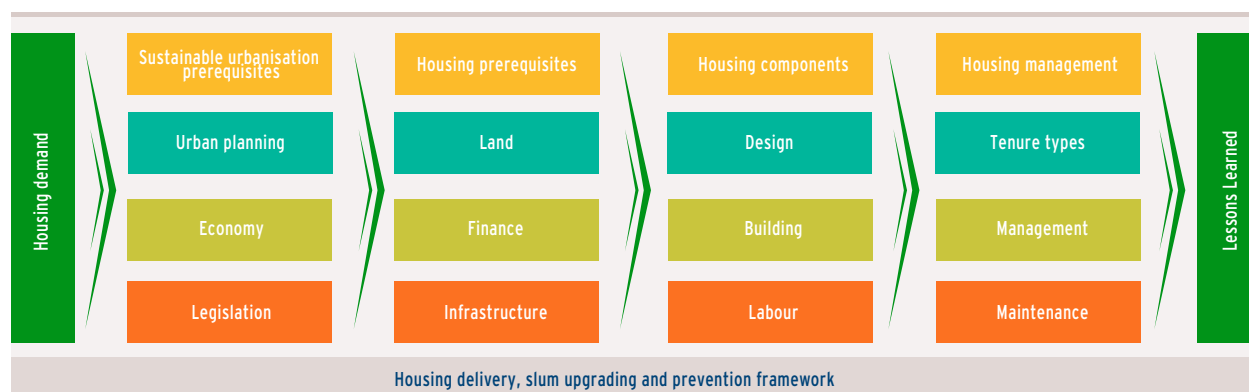 Housing demand
Sustainable urbanisation
prerequisites
Urban planning
Economy
Legislation
Housing prerequisites
Land
Finance
Infrastructure
Housing components
Design
Building
Labour
Housing management
Tenure types
Management
Maintenance
Lessons Learned
Housing delivery, slum upgrading and prevention framework